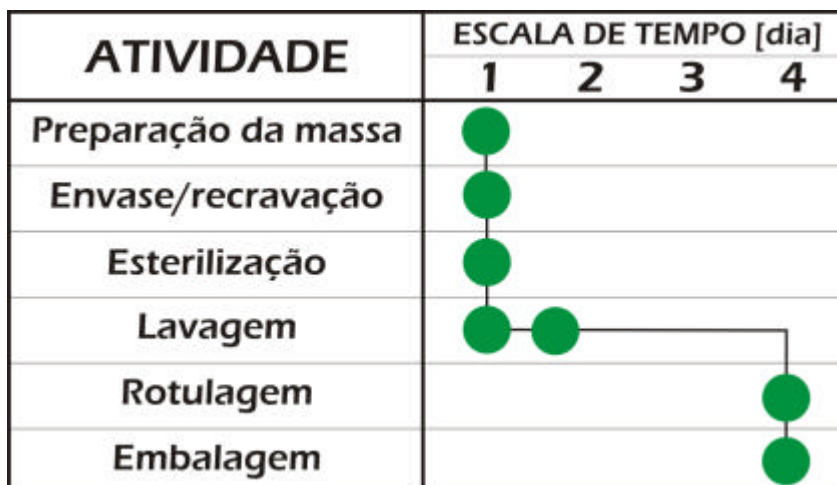 ATIVIDADE
ESCALA DE TEMPO [dia]
1 2 3 4
Preparação da massa
Envase/recravação
Esterilização
Lavagem
Rotulagem
Embalagem